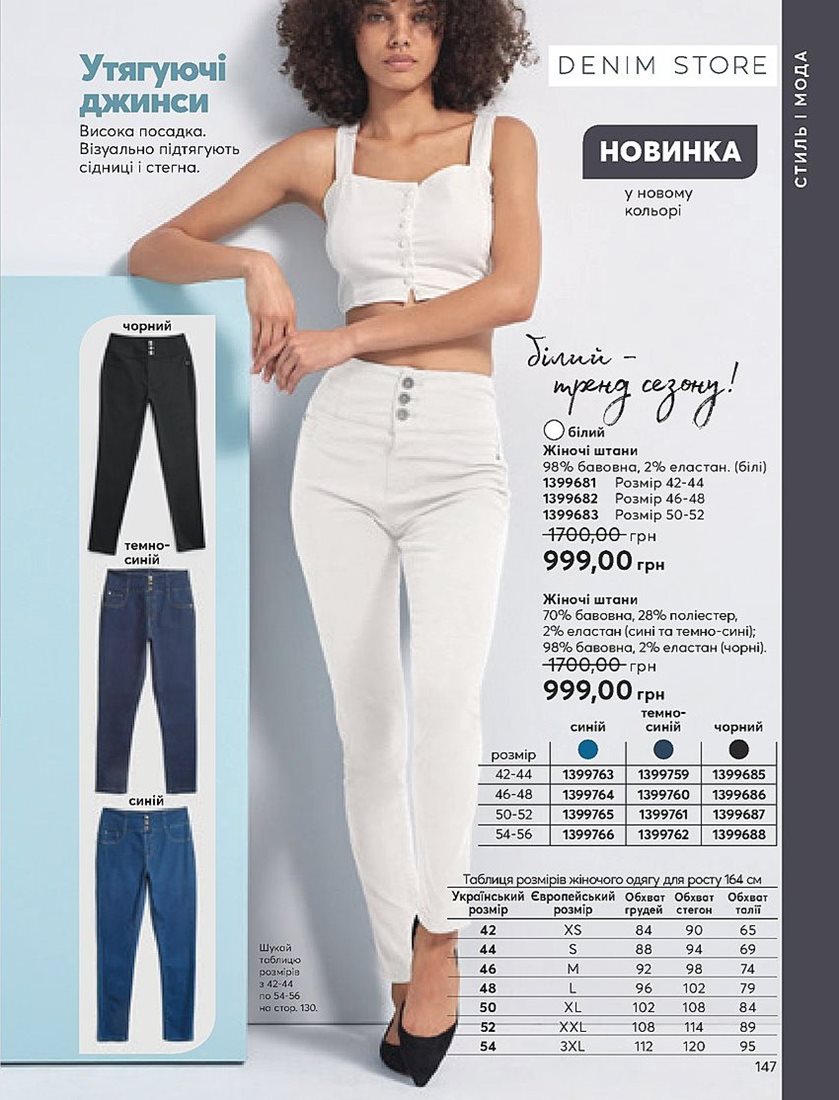 Утягуючі
джинси
Висока посадка.
Візуально підтягують
сідниці і стегна.
DENIM STORE
НОВИНКА
у новому
кольорі
СТИЛЬ І МОДА
чорний
темно-
синій
синій
білий –
тренд сезону!
білий
Жіночі штани
98% бавовна, 2% еластан. (білі)
1399681 Розмір 42-44
1399682 Розмір 46-48
1399683 Розмір 50-52
1700,00 грн
999,00 грн
Жіночі штани
70% бавовна, 28% поліестер,
2% еластан (сині та темно-сині);
98% бавовна, 2% еластан (чорні).
1700,00 грн
999,00 грн
розмір синій темно-синій чорний
42-44 1399763 1399759 1399685
46-48 1399764 1399760 1399686
50-52 1399765 1399761 1399687
54-56 1399766 1399762 1399688
Таблиця розмірів жіночого одягу для росту 164 см
Український Європейський Обхват Обхват Обхват
розмір розмір грудей стегон талії
42 XS 84 90 65
44 S 88 94 69
46 M 92 98 74
48 L 96 102 79
50 XL 102 108 84
52 XXL 108 114 89
54 3XL 112 120 95
Шукай
таблицю
розмірів
з 42-44
по 54-56
на стор. 130.
147